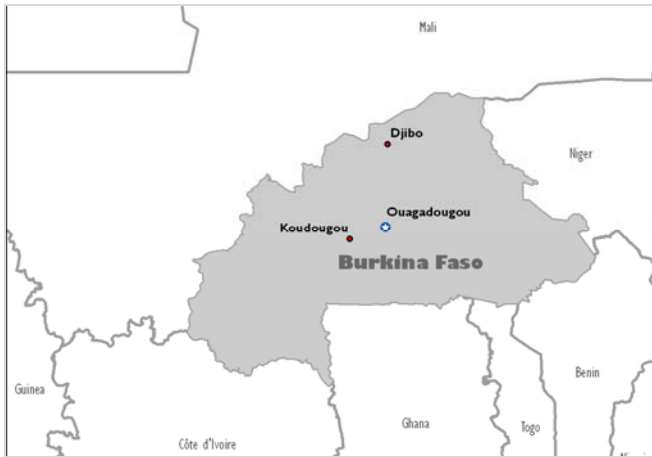 Mali
Djibo
Niger
Ouagadougou
Koudougou
Burkina Faso
Benin
Guinea
Ghana
Togo
Côte d'Ivoire